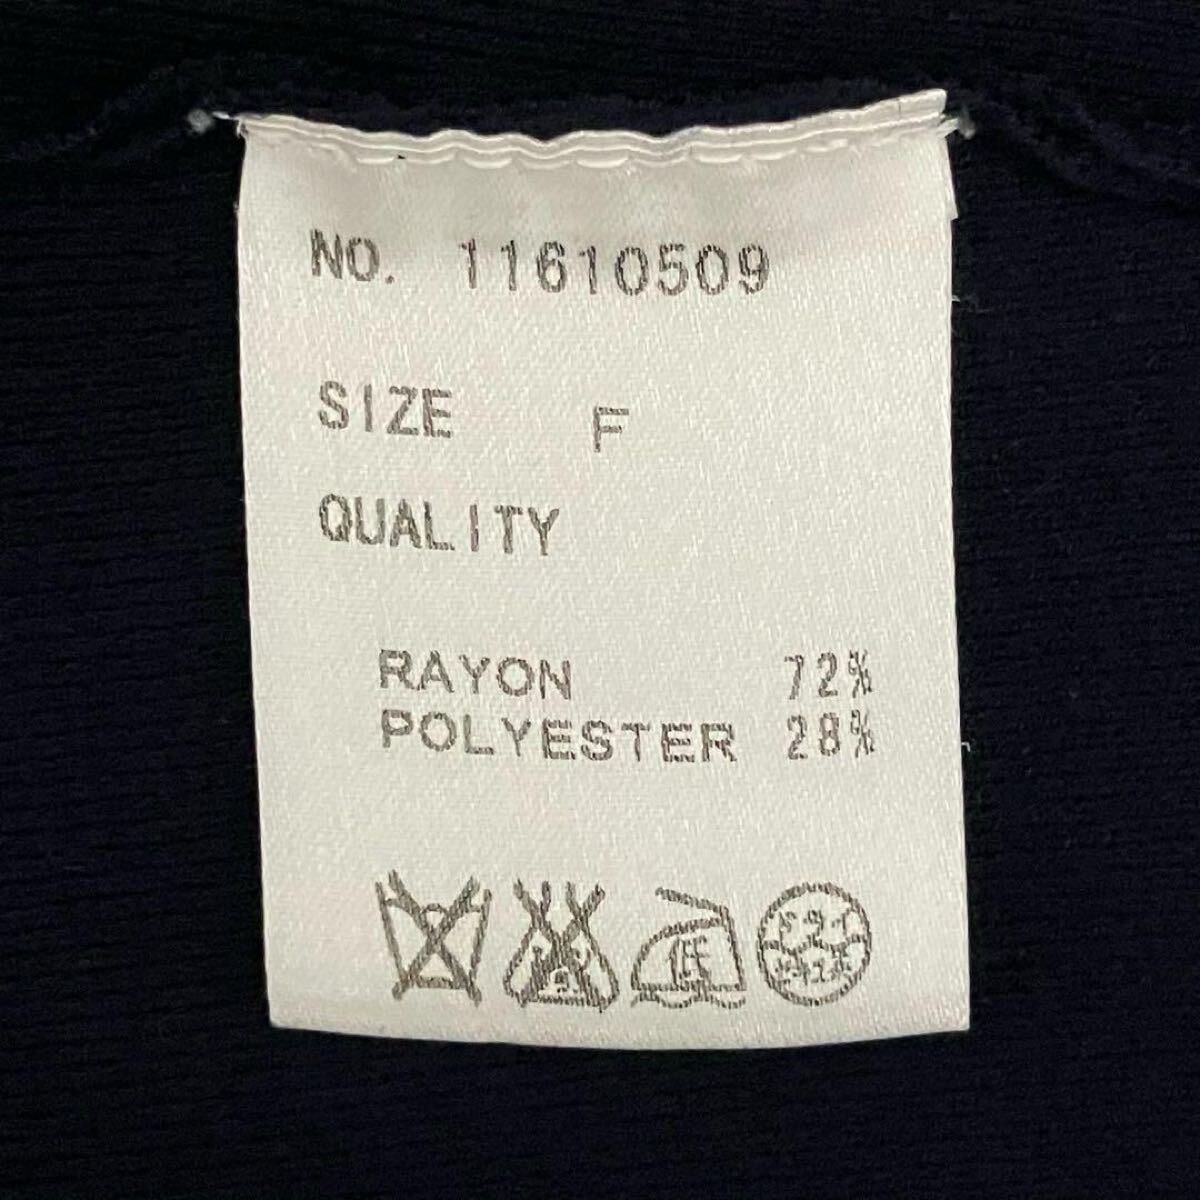 NO. 11610509
SIZE F
QUALITY
RAYON 72%
POLYESTER 28%
低
ドライ